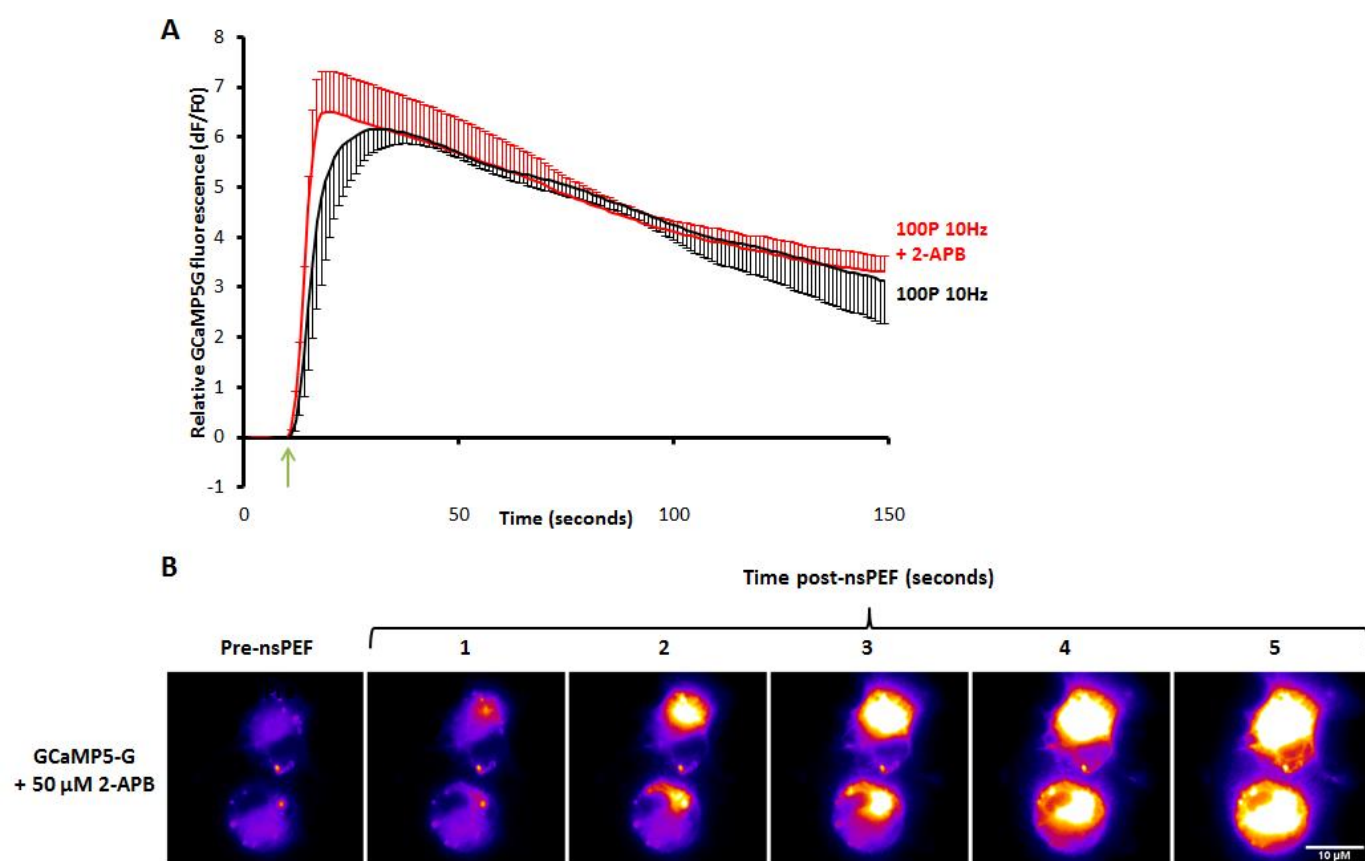 A
Relative GCaMP5G fluorescence (dF/F0)
8
7
6
5
4
3
2
1
0
-1
0
50
100
150
Time (seconds)
100P 10Hz
+ 2-APB
100P 10Hz
B
Time post-nsPEF (seconds)
Pre-nsPEF 1 2 3 4 5
GCaMP5-G
+ 50 µM 2-APB
10 µM